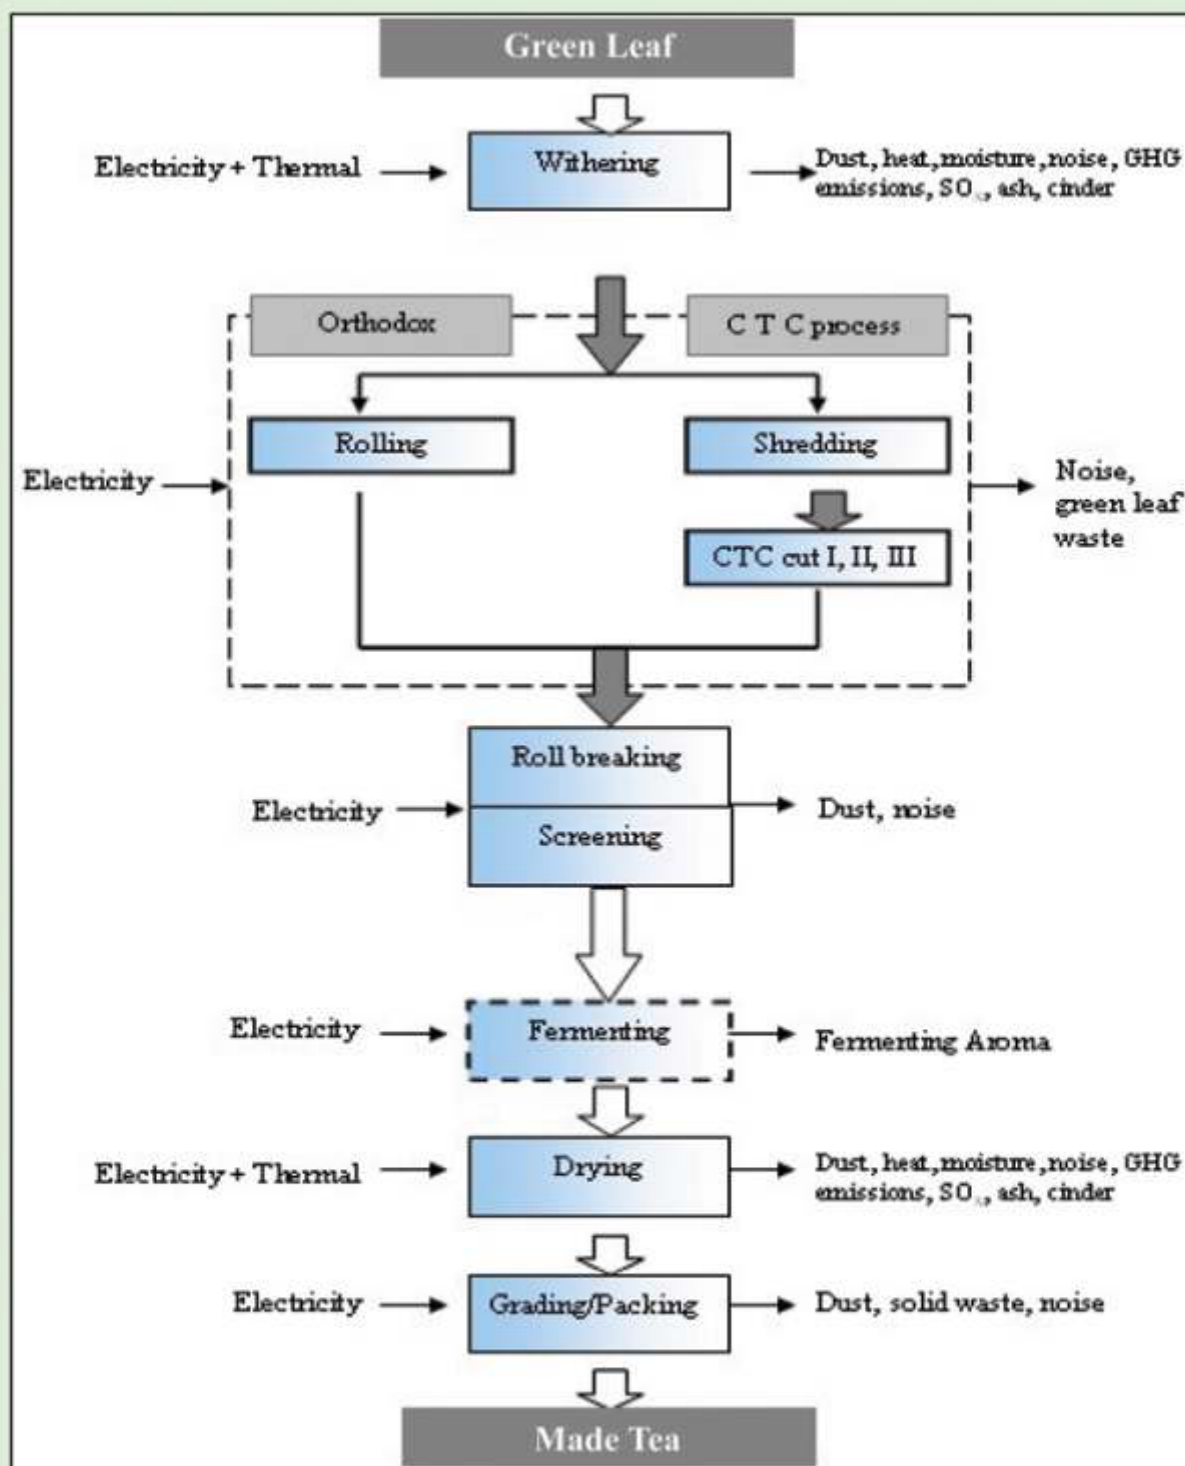 Green Leaf
Electricity + Thermal
Withering
Dust, heat, moisture, noise, GHG
emissions, SOₓ, ash, cinder
Orthodox
C T C process
Rolling
Shredding
Electricity
Noise,
green leaf
waste
CTC cut I, II, III
Roll breaking
Electricity
Dust, noise
Screening
Electricity
Fermenting
Fermenting Aroma
Electricity + Thermal
Drying
Dust, heat, moisture, noise, GHG
emissions, SOₓ, ash, cinder
Electricity
Grading/Packing
Dust, solid waste, noise
Made Tea